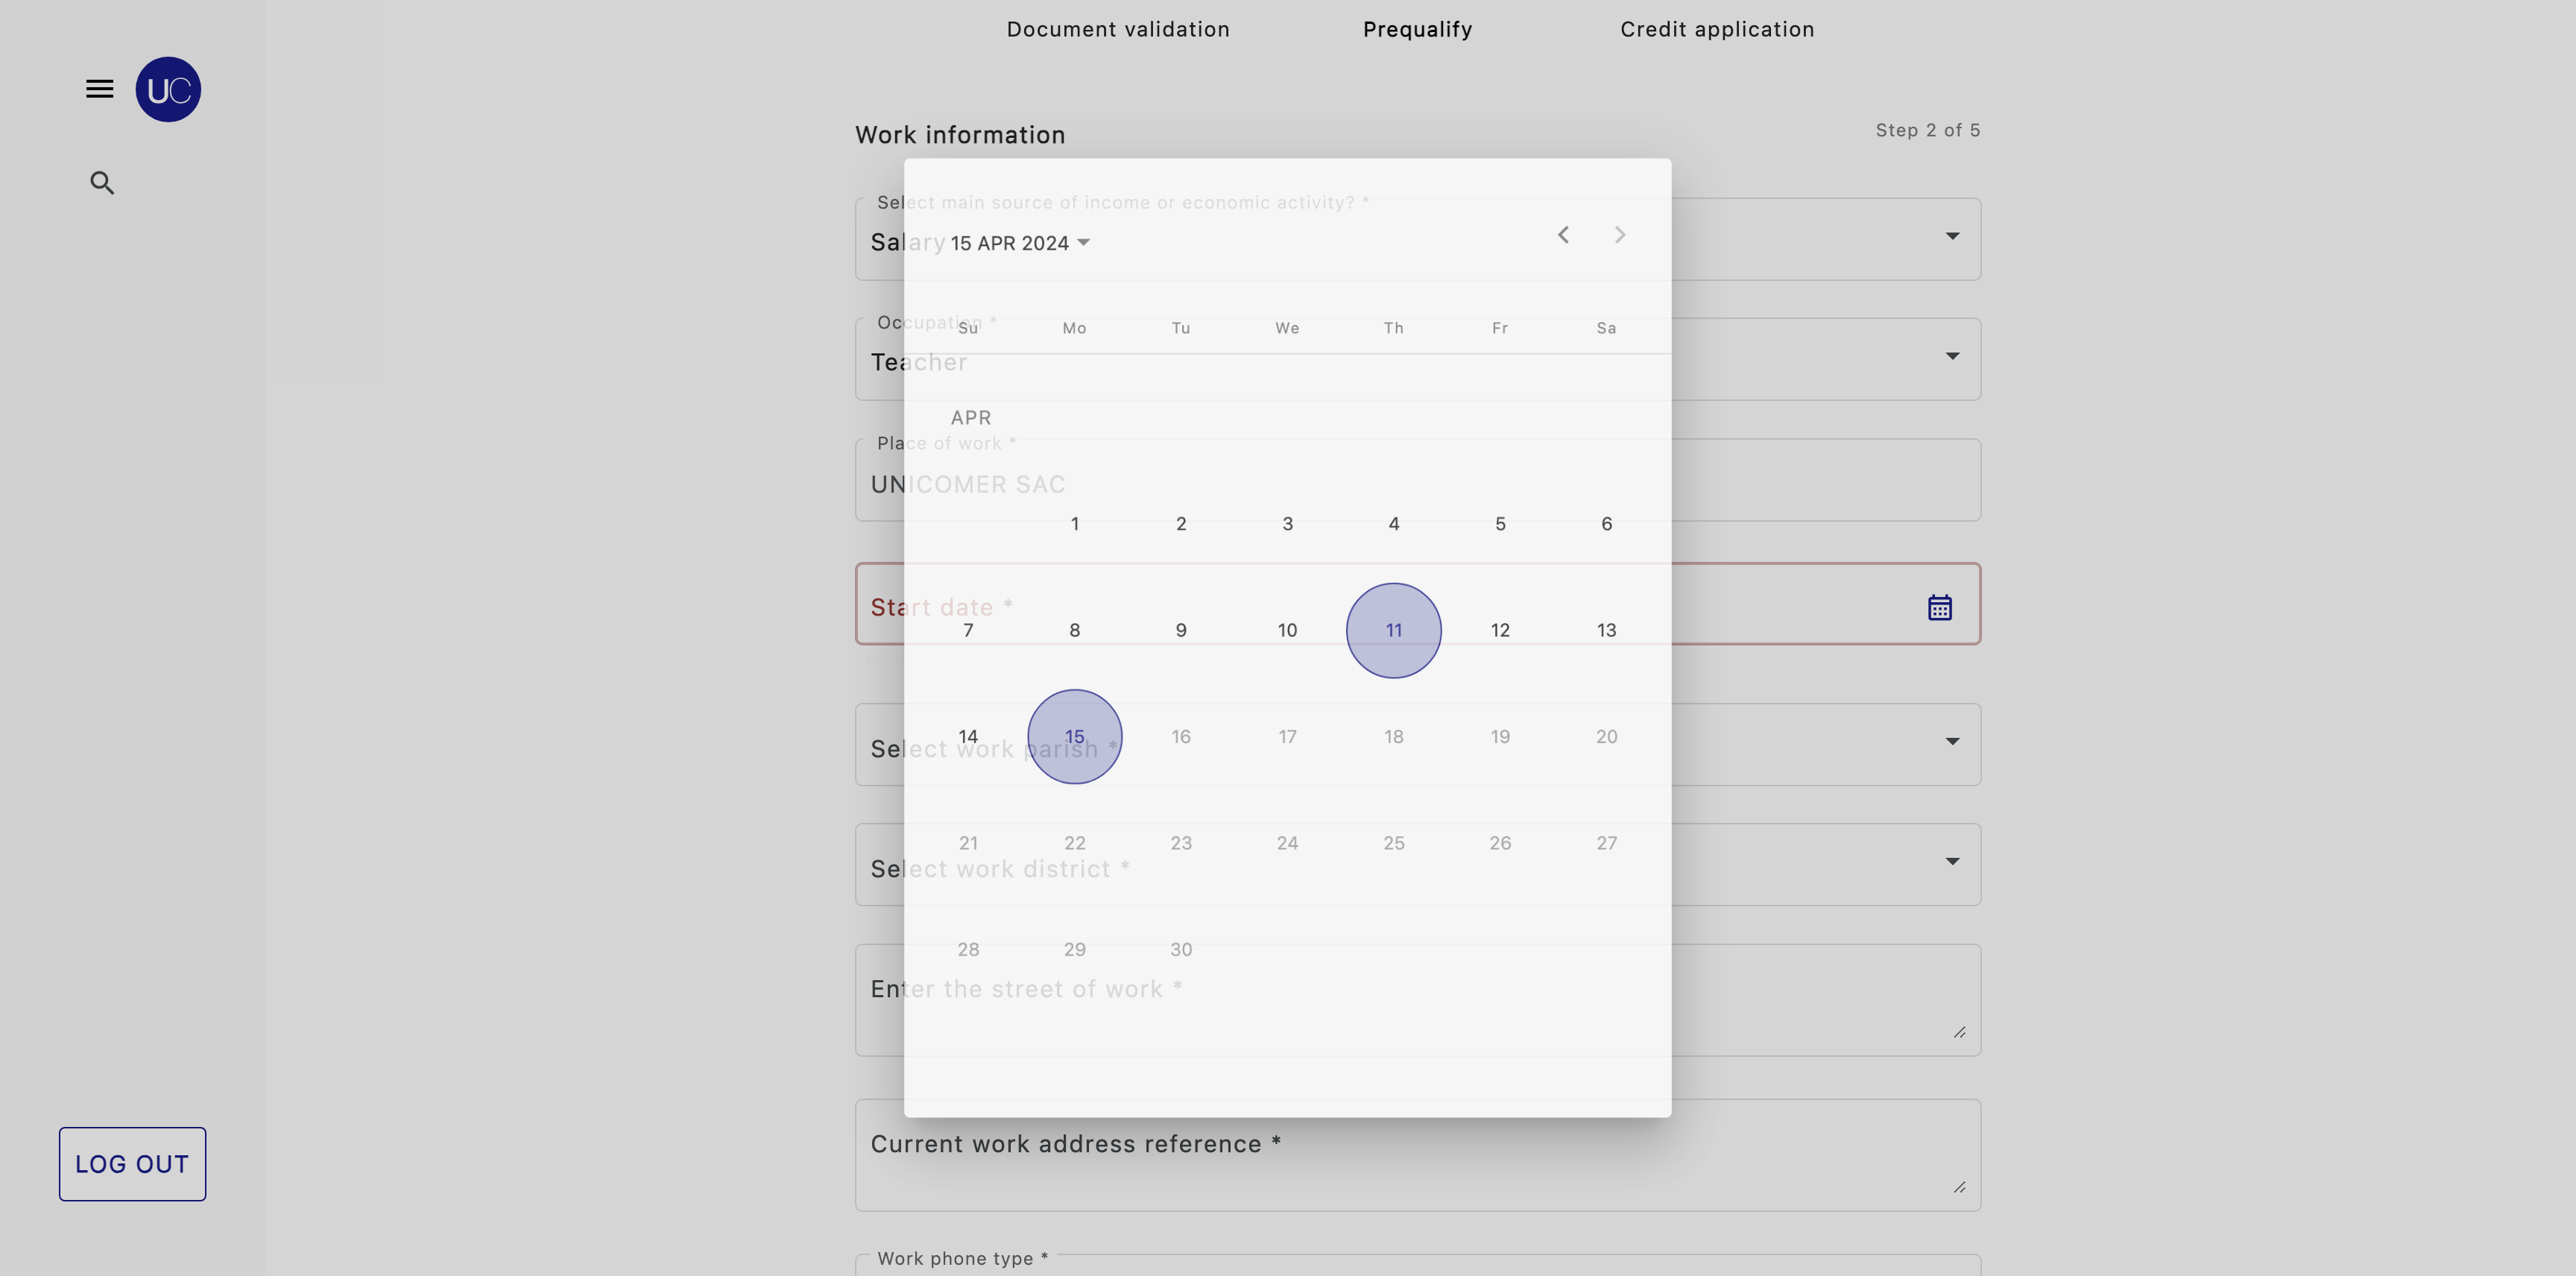 Document validation
Prequalify
Credit application
UC
Work information
Step 2 of 5
Select main source of income or economic activity? *
Salary
15 APR 2024
Occupation *
Su Mo Tu We Th Fr Sa
Teacher
APR
Place of work *
UNICOMER SAC
1 2 3 4 5 6
Start date *
7 8 9 10 11 12 13
14 15 16 17 18 19 20
Select work parish *
21 22 23 24 25 26 27
Select work district *
28 29 30
Enter the street of work *
Current work address reference *
LOG OUT
Work phone type *